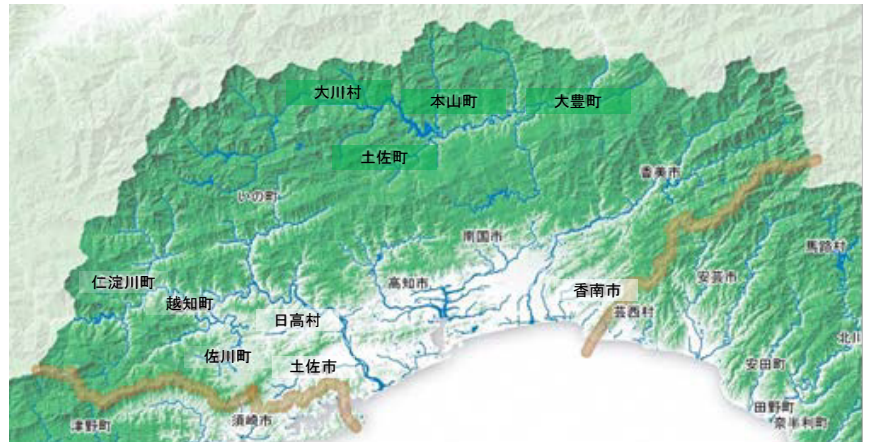 大川村
本山町
大豊町
土佐町
香美市
いの町
南国市
馬路村
仁淀川町
高知市
安芸市
越知町
香南市
日高村
芸西村
北川
佐川町
土佐市
安田町
田野町
津野町
須崎市
奈半利町